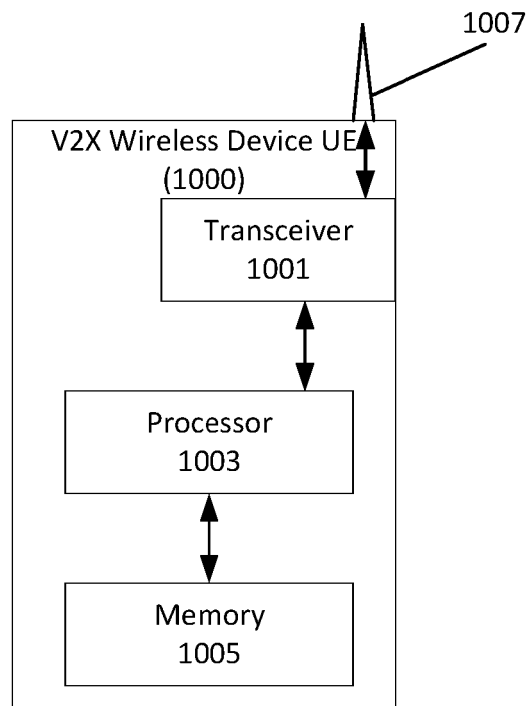 1007
V2X Wireless Device UE
(1000)
Transceiver
1001
Processor
1003
Memory
1005